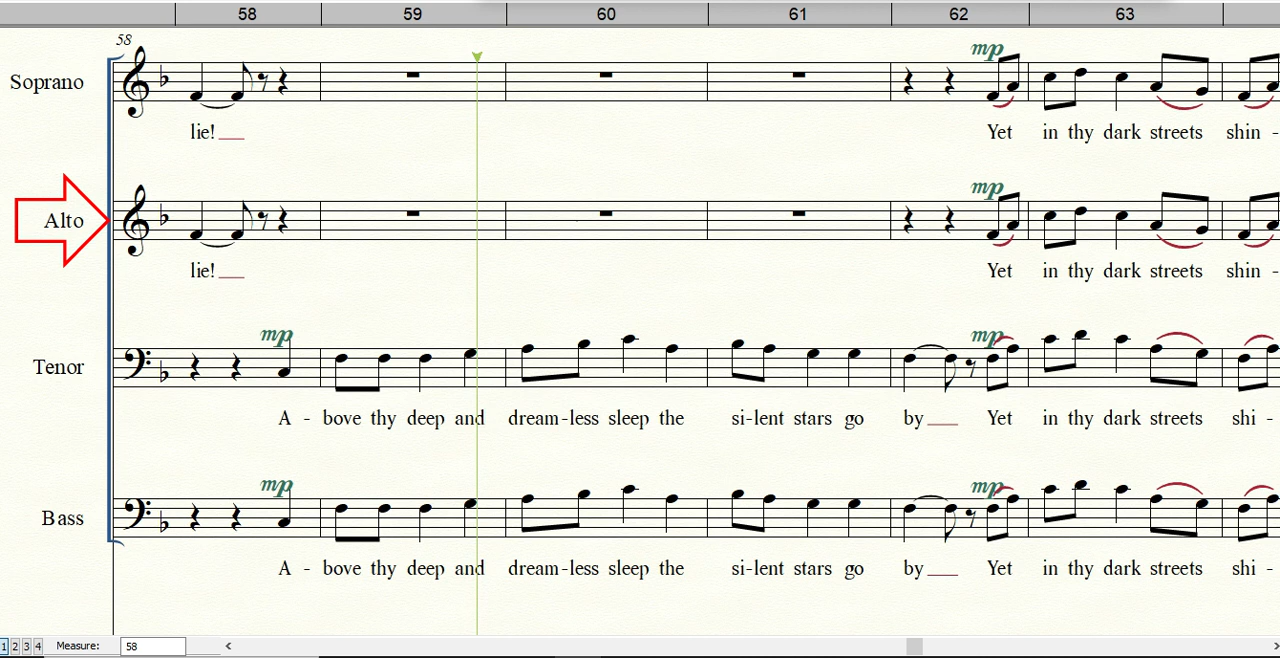 58 59 60 61 62 63
58
mp
Soprano
lie! Yet in thy dark streets shin -
mp
Alto
lie! Yet in thy dark streets shin -
mp mp
Tenor
A - bove thy deep and dream-less sleep the si-lent stars go by Yet in thy dark streets shi -
mp mp
Bass
A - bove thy deep and dream-less sleep the si-lent stars go by Yet in thy dark streets shi -
1 2 3 4 Measure: 58